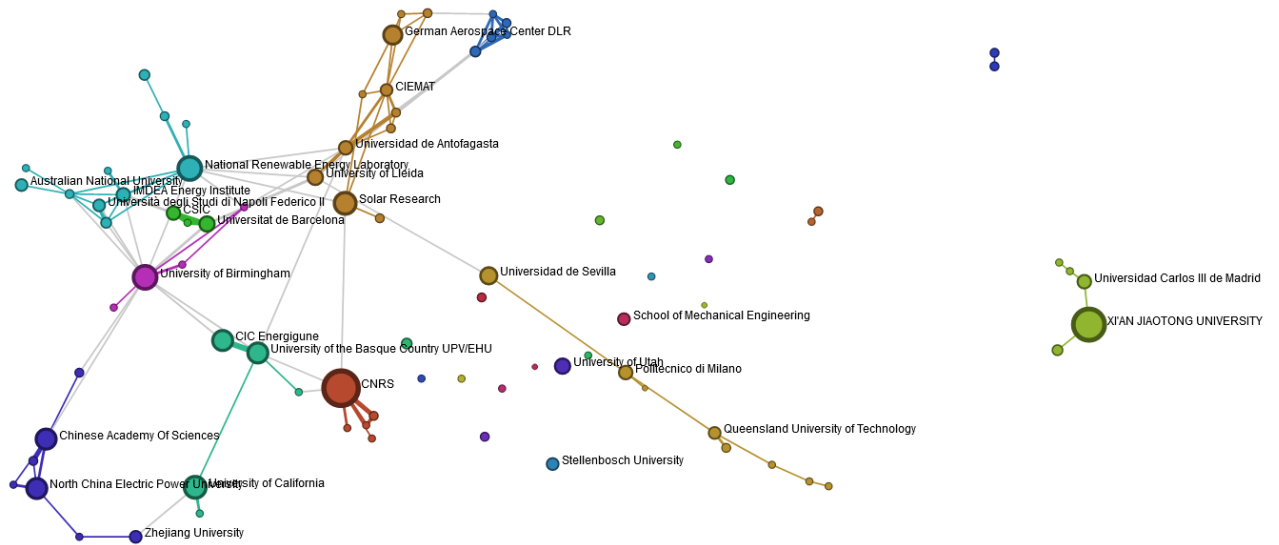 German Aerospace Center DLR
CIEMAT
Universidad de Antofagasta
National Renewable Energy Laboratory
University of Lleida
Australian National University
IMDEA Energy Institute
Solar Research
Università degli Studi di Napoli Federico II
CSIC
Universitat de Barcelona
University of Birmingham
Universidad de Sevilla
Universidad Carlos III de Madrid
School of Mechanical Engineering
XI'AN JIAOTONG UNIVERSITY
CIC Energigune
University of the Basque Country UPV/EHU
University of Utah
Politecnico di Milano
CNRS
Queensland University of Technology
Chinese Academy Of Sciences
Stellenbosch University
North China Electric Power University
University of California
Zhejiang University